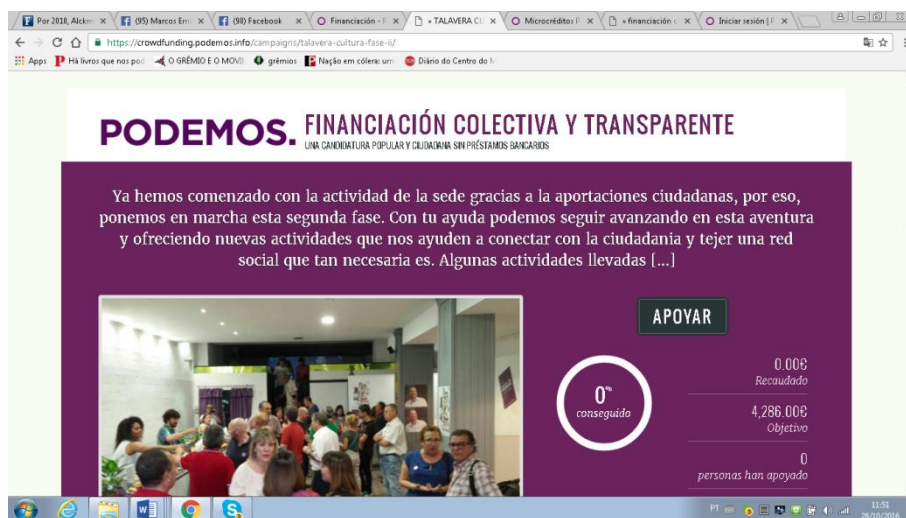 Por 2018, Alckm
(95) Marcos Em
(98) Facebook
Financiación - P
» TALAVERA CU
Microcréditos P
» financiación c
Iniciar sesión | P
https://crowdfunding.podemos.info/campaigns/talavera-cultura-fase-ii/
Apps
Há livros que nos pod
O GRÊMIO E O MOVI
grêmios
Nação em cólera: um
Diário do Centro do M
PODEMOS.
FINANCIACIÓN COLECTIVA Y TRANSPARENTE
UNA CANDIDATURA POPULAR Y CIUDADANA SIN PRÉSTAMOS BANCARIOS
Ya hemos comenzado con la actividad de la sede gracias a la aportaciones ciudadanas, por eso,
ponemos en marcha esta segunda fase. Con tu ayuda podemos seguir avanzando en esta aventura
y ofreciendo nuevas actividades que nos ayuden a conectar con la ciudadania y tejer una red
social que tan necesaria es. Algunas actividades llevadas [...]
APOYAR
0%
conseguido
0.00€
Recaudado
4,286.00€
Objetivo
0
personas han apoyado
PT
11:51
28/10/2016